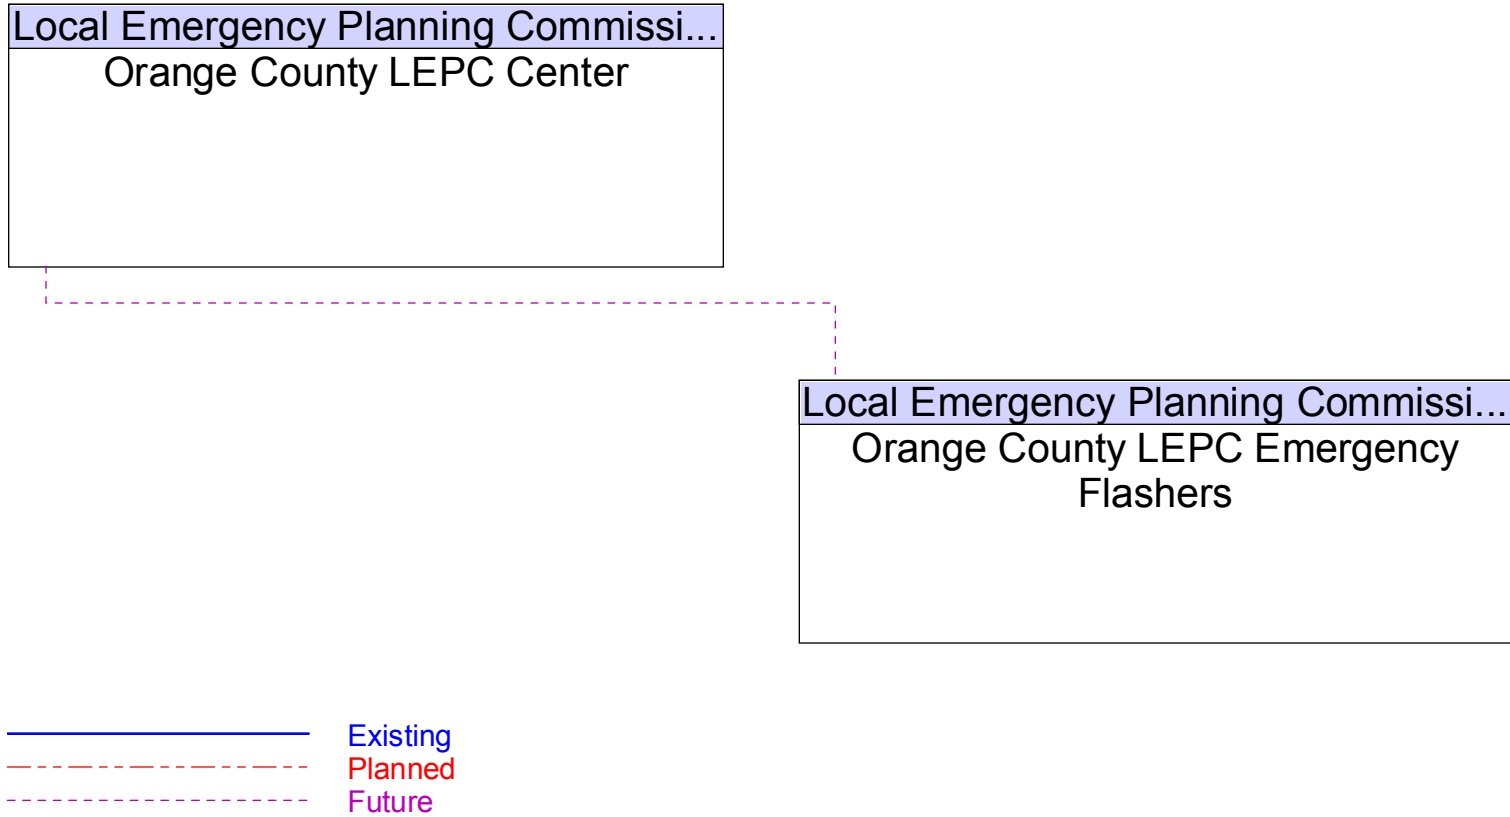 Local Emergency Planning Commissi...
Orange County LEPC Center
Local Emergency Planning Commissi...
Orange County LEPC Emergency
Flashers
Existing
Planned
Future